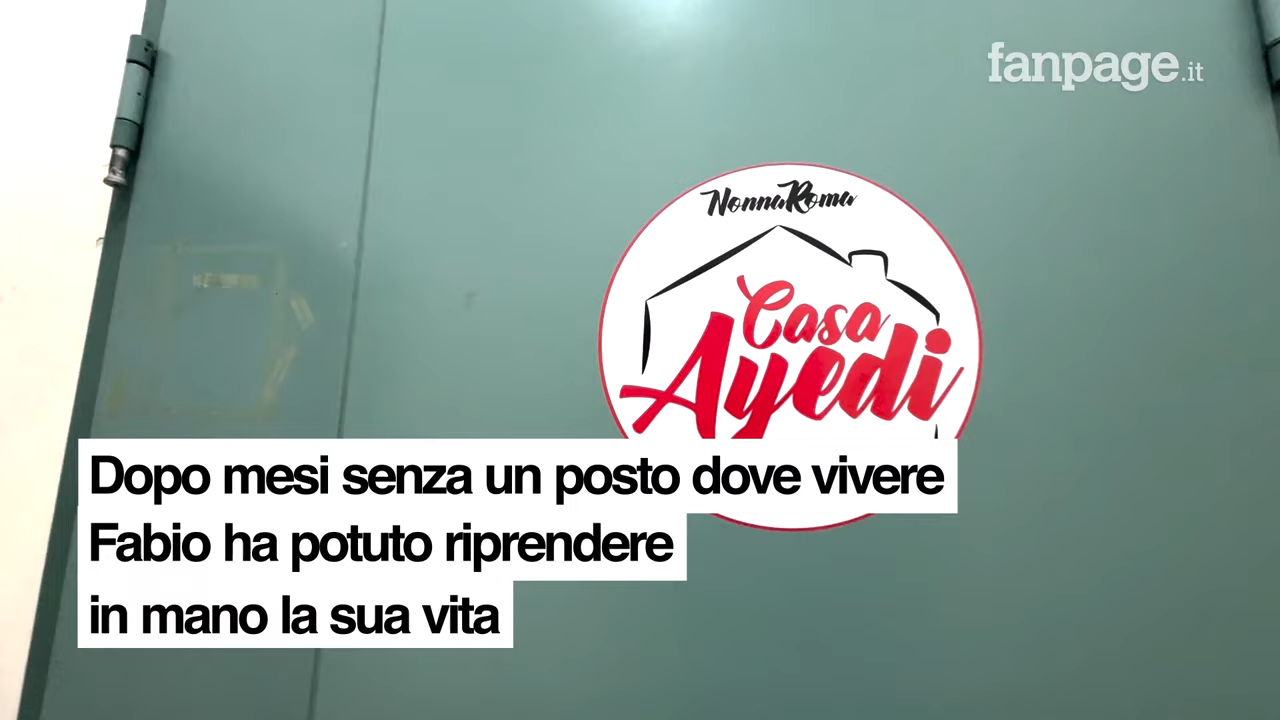 fanpage.it
NonnaRoma
Casa
Ayedi
Dopo mesi senza un posto dove vivere
Fabio ha potuto riprendere
in mano la sua vita